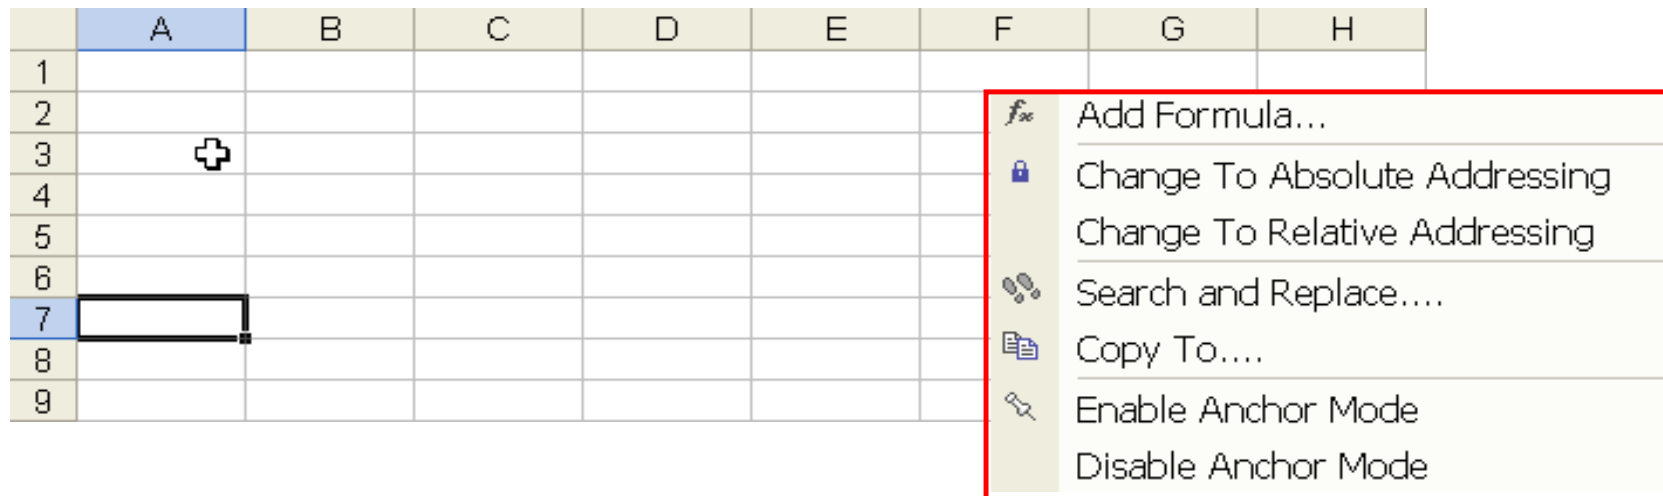 A B C D E F G H
1
2
3
4
5
6
7
8
9
fx Add Formula...
Change To Absolute Addressing
Change To Relative Addressing
Search and Replace....
Copy To....
Enable Anchor Mode
Disable Anchor Mode